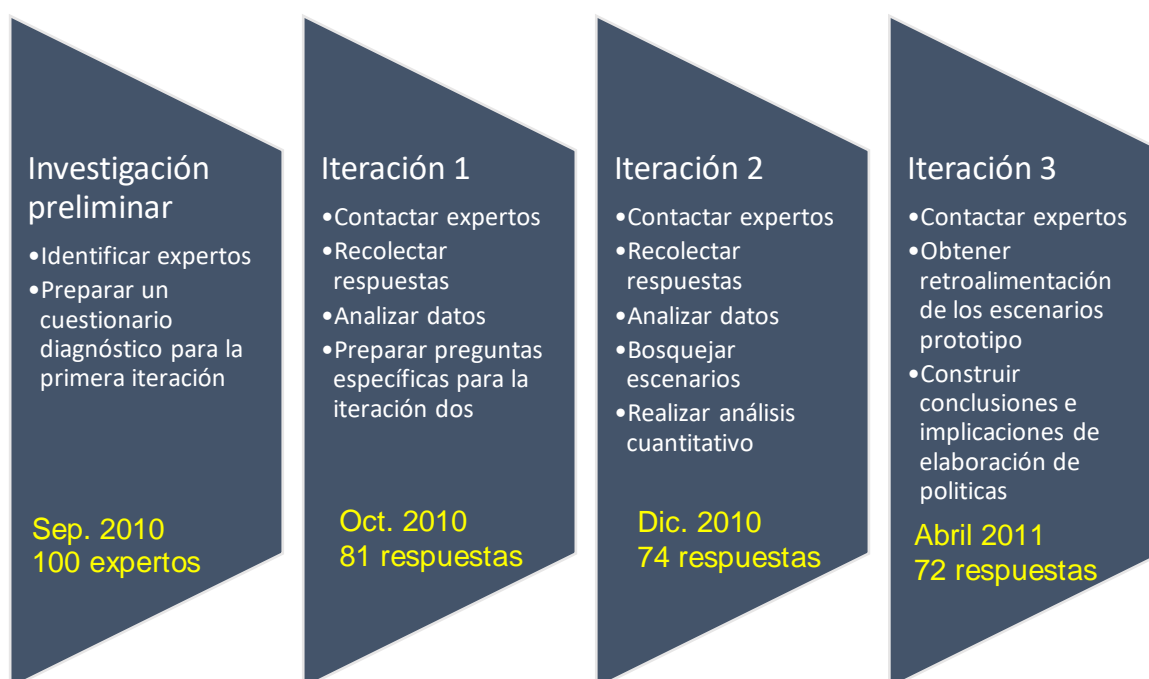 Investigación
preliminar
•Identificar expertos
•Preparar un
cuestionario
diagnóstico para la
primera iteración
Sep. 2010
100 expertos
Iteración 1
•Contactar expertos
•Recolectar
respuestas
•Analizar datos
•Preparar preguntas
específicas para la
iteración dos
Oct. 2010
81 respuestas
Iteración 2
•Contactar expertos
•Recolectar
respuestas
•Analizar datos
•Bosquejar
escenarios
•Realizar análisis
cuantitativo
Dic. 2010
74 respuestas
Iteración 3
•Contactar expertos
•Obtener
retroalimentación
de los escenarios
prototipo
•Construir
conclusiones e
implicaciones de
elaboración de
politicas
Abril 2011
72 respuestas